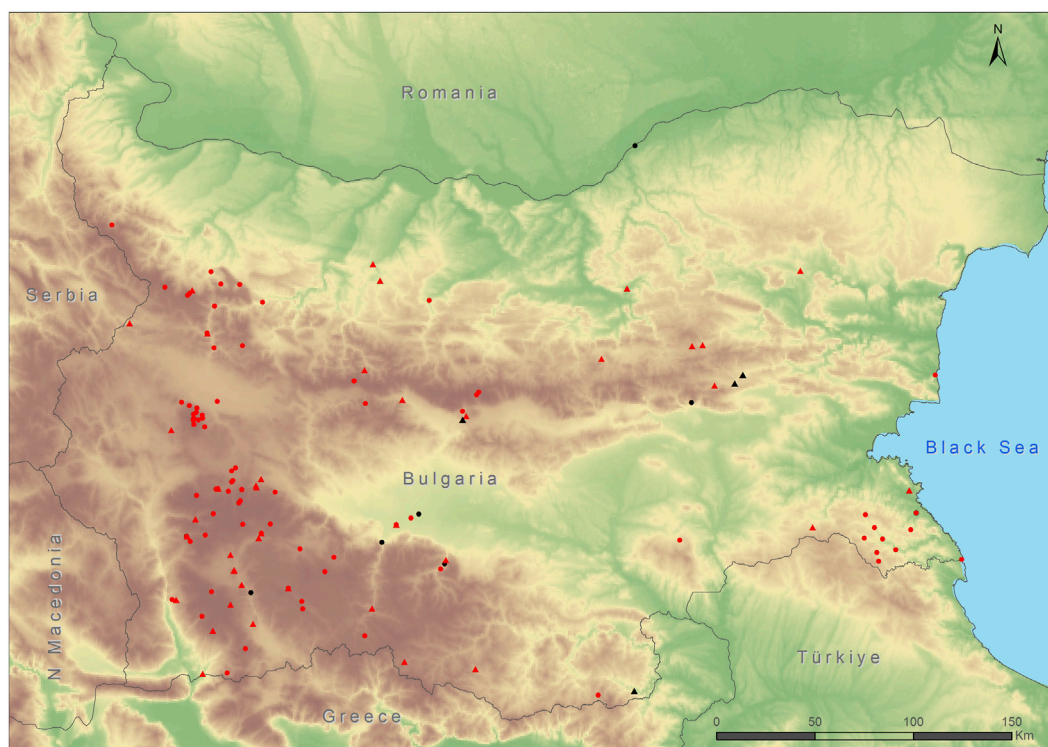 N
Romania
Serbia
Bulgaria
Black Sea
N Macedonia
Türkiye
Greece
0 50 100 150
Km